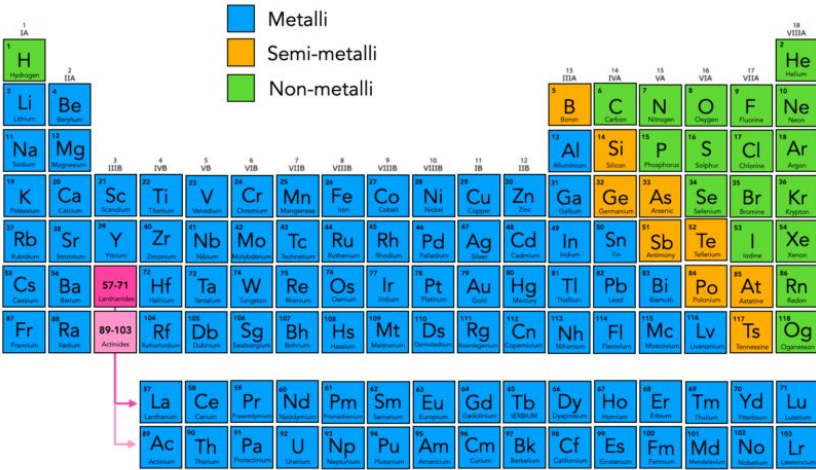 Metalli
Semi-metalli
Non-metalli
1 18
IA VIIIA
1 2
H He
Hydrogen Helium
2 13 14 15 16 17
IIA IIIA IVA VA VIA VIIA
3 4 5 6 7 8 9 10
Li Be B C N O F Ne
Lithium Berylium Boron Carbon Nitrogen Oxygen Fluorine Neon
11 12 13 14 15 16 17 18
Na Mg Al Si P S Cl Ar
Sodium Magnesium Alluminium Silicon Phosphorus Solphur Chlorine Argon
3 4 5 6 7 8 9 10 11 12
IIIB IVB VB VIB VIIB VIIIB VIIIB VIIIB IB IIB
19 20 21 22 23 24 25 26 27 28 29 30 31 32 33 34 35 36
K Ca Sc Ti V Cr Mn Fe Co Ni Cu Zn Ga Ge As Se Br Kr
Potassium Calcium Scandium Titanium Venadium Chromium Manganese Iron Cobalt Nickel Copper Zinc Gallium Germanium Arsenic Selenium Bromine Krypton
37 38 39 40 41 42 43 44 45 46 47 48 49 50 51 52 53 54
Rb Sr Y Zr Nb Mo Tc Ru Rh Pd Ag Cd In Sn Sb Te I Xe
Rubidium Sorontium Yttrium Zirconium Niobium Molybdenum Technetium Ruthenium Rhodium Palladium Silver Cadmium Indium Tin Antimony Tellerium Iodine Xenon
55 56 57-71 72 73 74 75 76 77 78 79 80 81 82 83 84 85 86
Cs Ba Hf Ta W Re Os Ir Pt Au Hg Tl Pb Bi Po At Rn
Caesium Barium Lanthanides Hafnium Tantalum Tungsten Rhanium Osmium Iridium Platinum Gold Mercury Thallium Lead Bismuth Polonium Astatine Radon
87 88 89-103 104 105 106 107 108 109 110 111 112 113 114 115 116 117 118
Fr Ra Rf Db Sg Bh Hs Mt Ds Rg Cn Nh Fl Mc Lv Ts Og
Francium Radium Actinides Dubnium Seaborgium Bohrium Hassium Meitnerium Copernicium Nihonium Flerovium Moscovium Livermorium Tennessine Oganesson
57 58 59 60 61 62 63 64 65 66 67 68 69 70 71
La Ce Pr Nd Pm Sm Eu Gd Tb Dy Ho Er Tm Yd Lu
Lanthanum Cerium Neodymium Promethenium Samarium Europium Gadolinium tERBIUM Dysprosium Erbium Thulium Ytterbium Lutetium
89 90 91 92 93 94 95 96 97 98 99 100 101 102 103
Ac Th Pa U Np Pu Am Cm Bk Cf Es Fm Md No Lr
Actinium Thorium Protactinium Uranium Neptunium Plutonium Americium Curium Berkelium Californium Einsteinium Fermium Mendelevium Nobelium Lawrencium